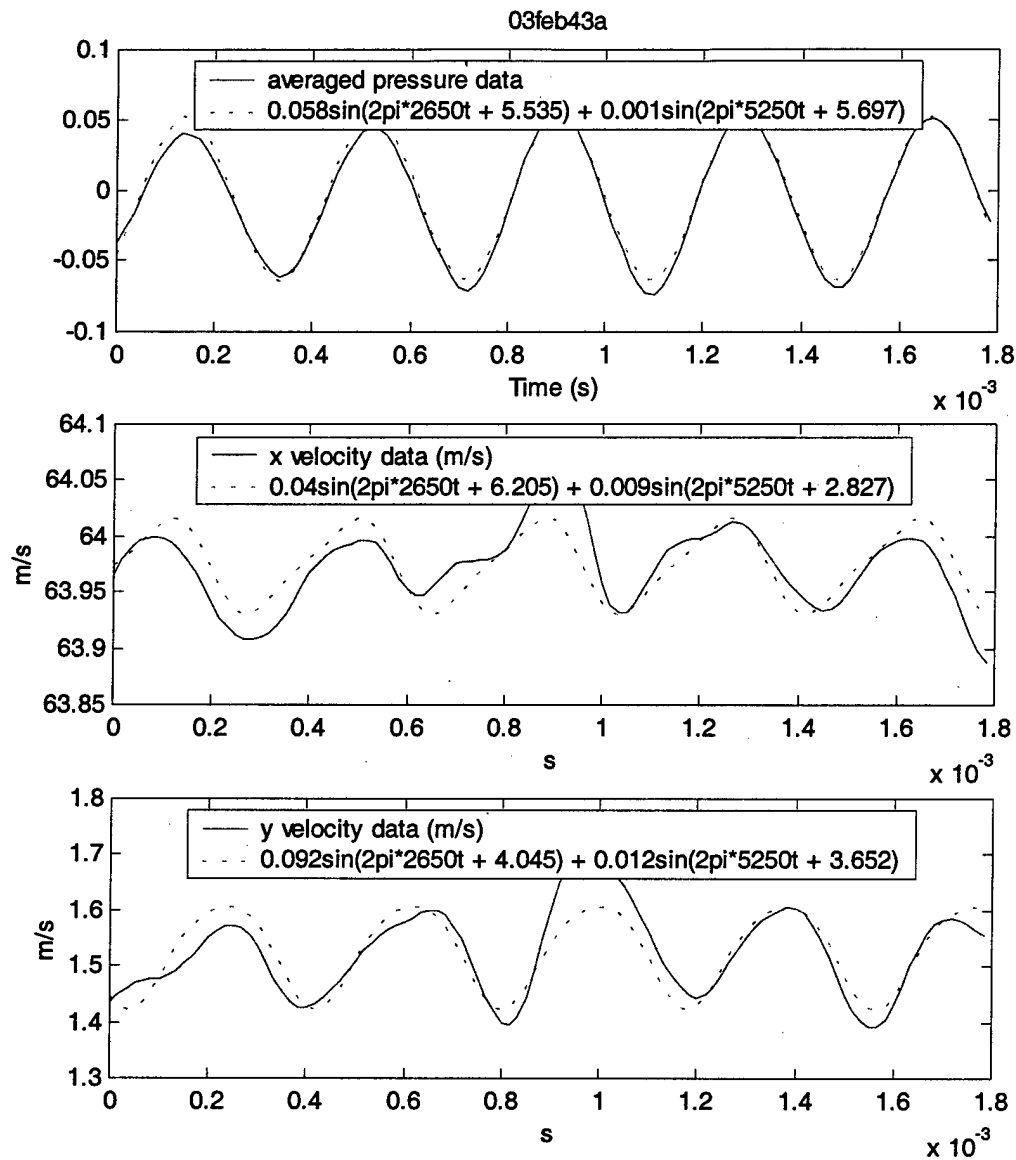 03feb43a
0.1
0.05
0
-0.05
-0.1
averaged pressure data
0.058sin(2pi*2650t + 5.535) + 0.001sin(2pi*5250t + 5.697)
0 0.2 0.4 0.6 0.8 1 1.2 1.4 1.6 1.8
Time (s)
x 10-3
64.1
64.05
64
63.95
63.9
63.85
m/s
x velocity data (m/s)
0.04sin(2pi*2650t + 6.205) + 0.009sin(2pi*5250t + 2.827)
0 0.2 0.4 0.6 0.8 1 1.2 1.4 1.6 1.8
s
x 10-3
1.8
1.7
1.6
1.5
1.4
1.3
m/s
y velocity data (m/s)
0.092sin(2pi*2650t + 4.045) + 0.012sin(2pi*5250t + 3.652)
0 0.2 0.4 0.6 0.8 1 1.2 1.4 1.6 1.8
s
x 10-3